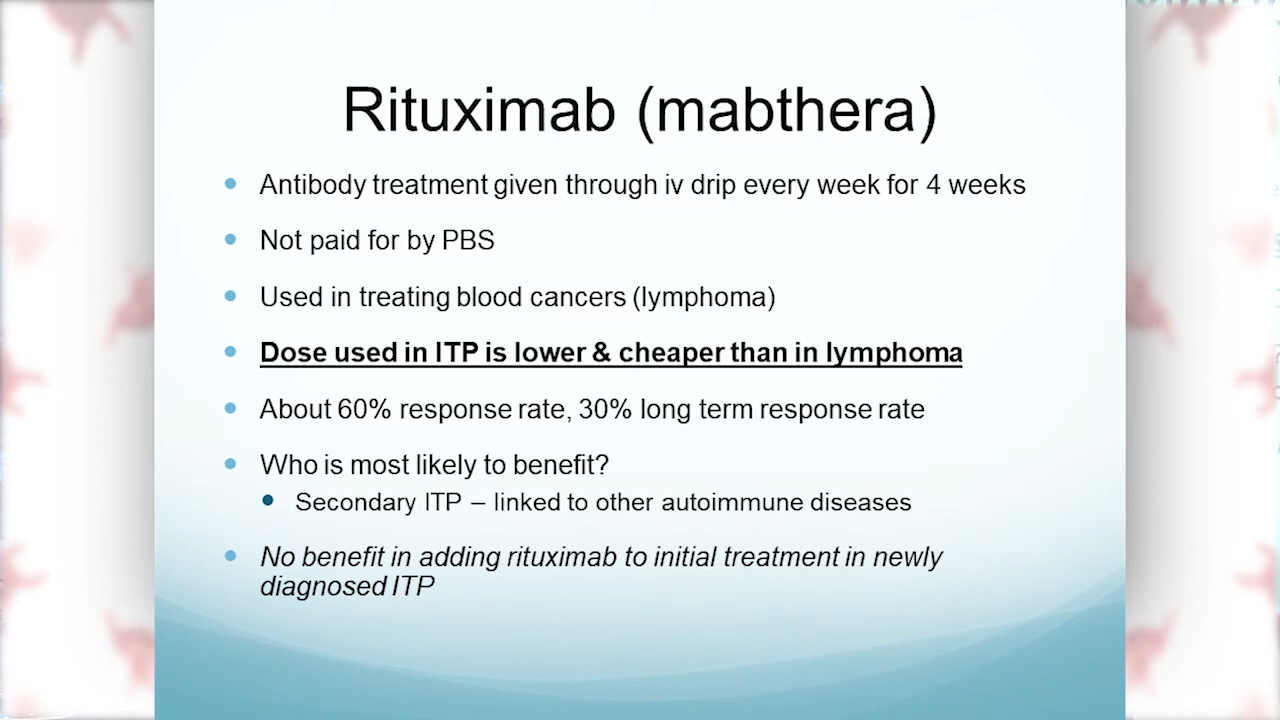 Rituximab (mabthera)
Antibody treatment given through iv drip every week for 4 weeks
Not paid for by PBS
Used in treating blood cancers (lymphoma)
Dose used in ITP is lower & cheaper than in lymphoma
About 60% response rate, 30% long term response rate
Who is most likely to benefit?
Secondary ITP – linked to other autoimmune diseases
No benefit in adding rituximab to initial treatment in newly
diagnosed ITP